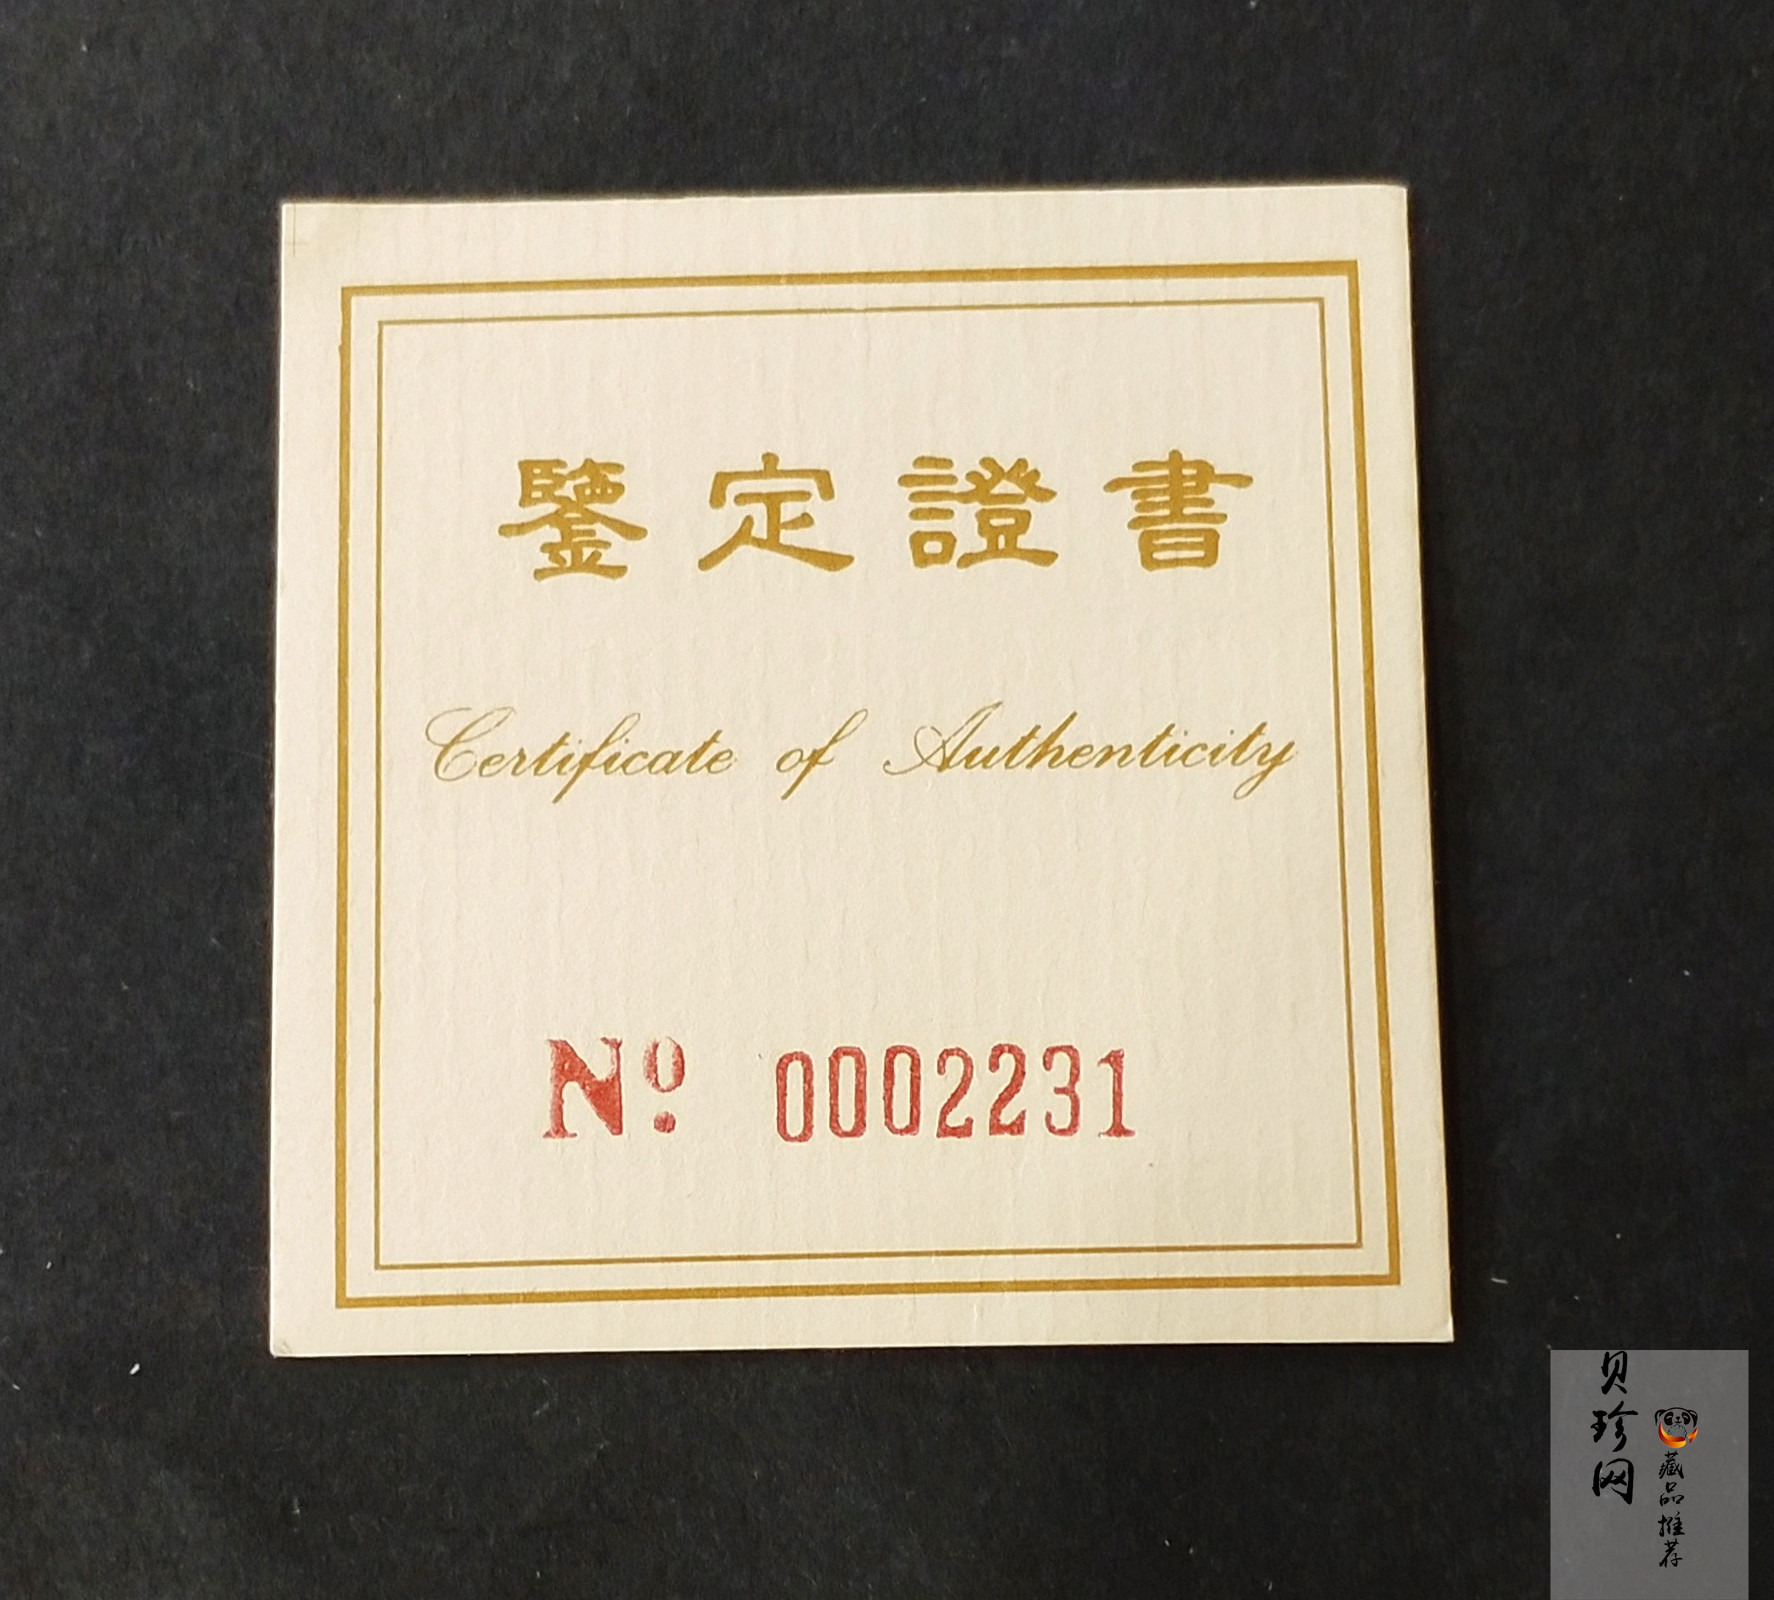 鑒定證書
Certificate of Authenticity
No. 0002231
贝珍网
藏品推荐